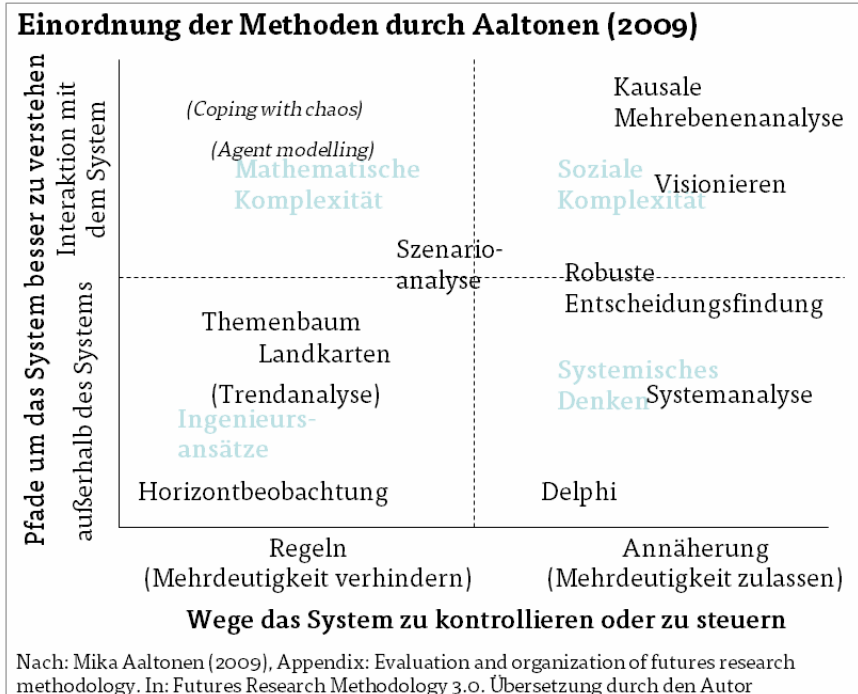 Einordnung der Methoden durch Aaltonen (2009)
Pfade um das System besser zu verstehen
Interaktion mit
dem System
außerhalb des Systems
(Coping with chaos)
(Agent modelling)
Mathematische
Komplexität
Kausale
Mehrebenenanalyse
Soziale
Komplexität
Visionieren
Szenario-
analyse
Robuste
Entscheidungsfindung
Themenbaum
Landkarten
(Trendanalyse)
Ingenieurs-
ansätze
Horizontbeobachtung
Systemisches
Denken
Systemanalyse
Delphi
Regeln
(Mehrdeutigkeit verhindern)
Annäherung
(Mehrdeutigkeit zulassen)
Wege das System zu kontrollieren oder zu steuern
Nach: Mika Aaltonen (2009), Appendix: Evaluation and organization of futures research
methodology. In: Futures Research Methodology 3.0. Übersetzung durch den Autor